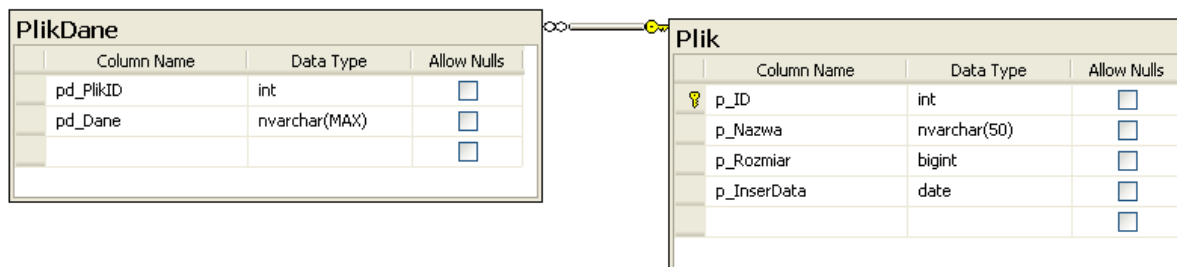 PlikDane
Column Name Data Type Allow Nulls
pd_PlikID int
pd_Dane nvarchar(MAX)
Plik
Column Name Data Type Allow Nulls
p_ID int
p_Nazwa nvarchar(50)
p_Rozmiar bigint
p_InserData date